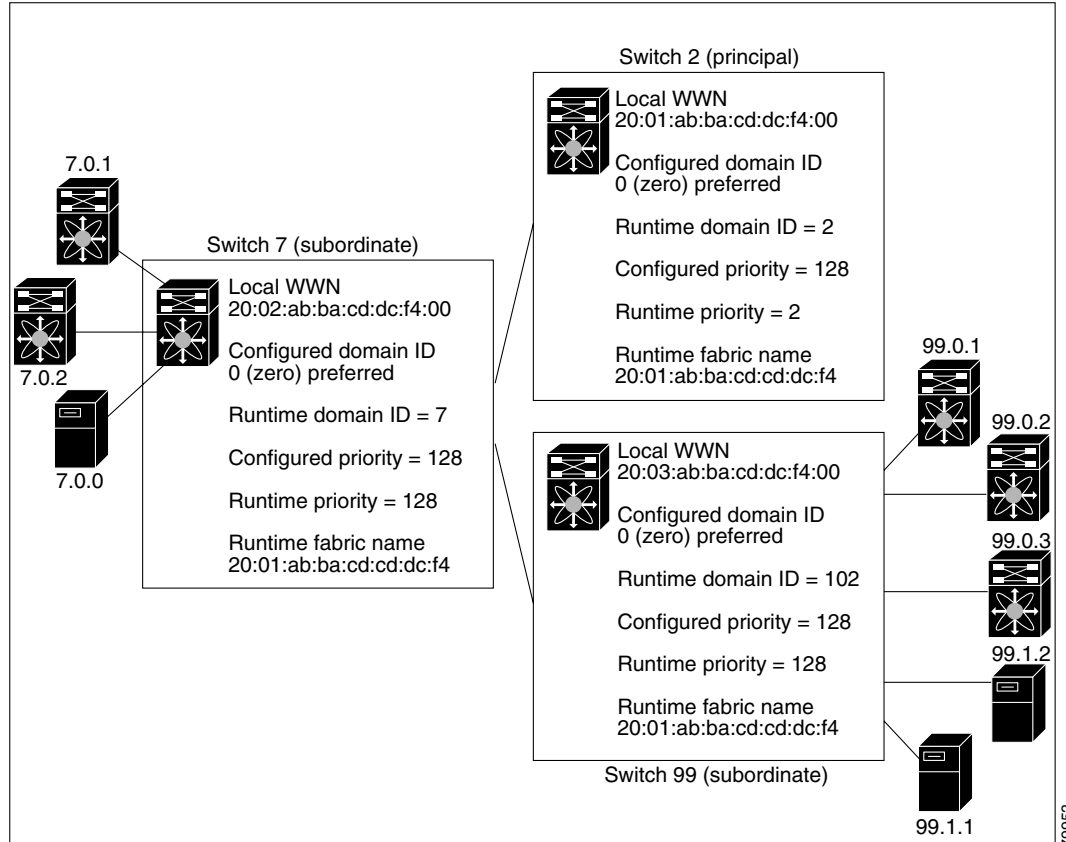 Switch 2 (principal)
Local WWN
20:01:ab:ba:cd:dc:f4:00
Configured domain ID
0 (zero) preferred
Runtime domain ID = 2
Configured priority = 128
Runtime priority = 2
Runtime fabric name
20:01:ab:ba:cd:cd:dc:f4
7.0.1
7.0.2
7.0.0
Switch 7 (subordinate)
Local WWN
20:02:ab:ba:cd:dc:f4:00
Configured domain ID
0 (zero) preferred
Runtime domain ID = 7
Configured priority = 128
Runtime priority = 128
Runtime fabric name
20:01:ab:ba:cd:cd:dc:f4
Local WWN
20:03:ab:ba:cd:dc:f4:00
Configured domain ID
0 (zero) preferred
Runtime domain ID = 102
Configured priority = 128
Runtime priority = 128
Runtime fabric name
20:01:ab:ba:cd:cd:dc:f4
Switch 99 (subordinate)
99.0.1
99.0.2
99.0.3
99.1.2
99.1.1